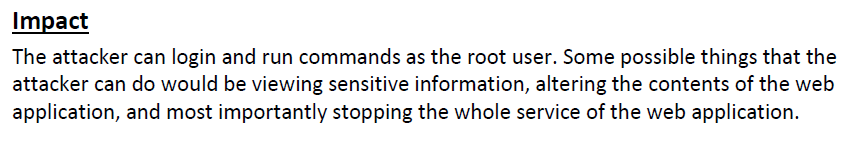 Impact
The attacker can login and run commands as the root user. Some possible things that the
attacker can do would be viewing sensitive information, altering the contents of the web
application, and most importantly stopping the whole service of the web application.